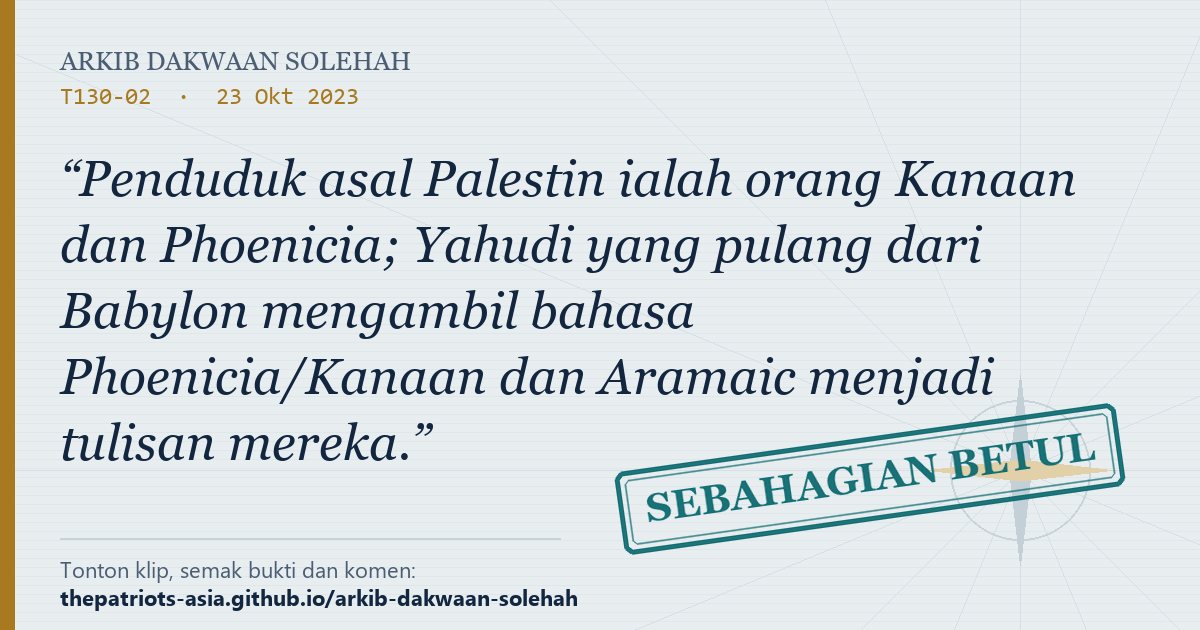 ARKIB DAKWAAN SOLEHAH
T130-02 · 23 Okt 2023
“Penduduk asal Palestin ialah orang Kanaan
dan Phoenicia; Yahudi yang pulang dari
Babylon mengambil bahasa
Phoenicia/Kanaan dan Aramaic menjadi
tulisan mereka.”
SEBAHAGIAN BETUL
Tonton klip, semak bukti dan komen:
thepatriots-asia.github.io/arkib-dakwaan-solehah